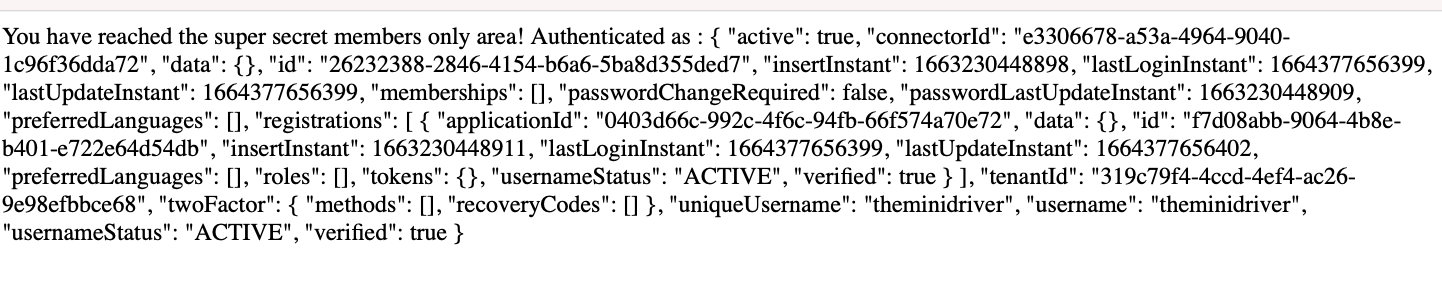 You have reached the super secret members only area! Authenticated as : { "active": true, "connectorId": "e3306678-a53a-4964-9040-
1c96f36dda72", "data": {}, "id": "26232388-2846-4154-b6a6-5ba8d355ded7", "insertInstant": 1663230448898, "lastLoginInstant": 1664377656399,
"lastUpdateInstant": 1664377656399, "memberships": [], "passwordChangeRequired": false, "passwordLastUpdateInstant": 1663230448909,
"preferredLanguages": [], "registrations": [ { "applicationId": "0403d66c-992c-4f6c-94fb-66f574a70e72", "data": {}, "id": "f7d08abb-9064-4b8e-
b401-e722e64d54db", "insertInstant": 1663230448911, "lastLoginInstant": 1664377656399, "lastUpdateInstant": 1664377656402,
"preferredLanguages": [], "roles": [], "tokens": {}, "usernameStatus": "ACTIVE", "verified": true } ], "tenantId": "319c79f4-4ccd-4ef4-ac26-
9e98efbbce68", "twoFactor": { "methods": [], "recoveryCodes": [] }, "uniqueUsername": "theminidriver", "username": "theminidriver",
"usernameStatus": "ACTIVE", "verified": true }